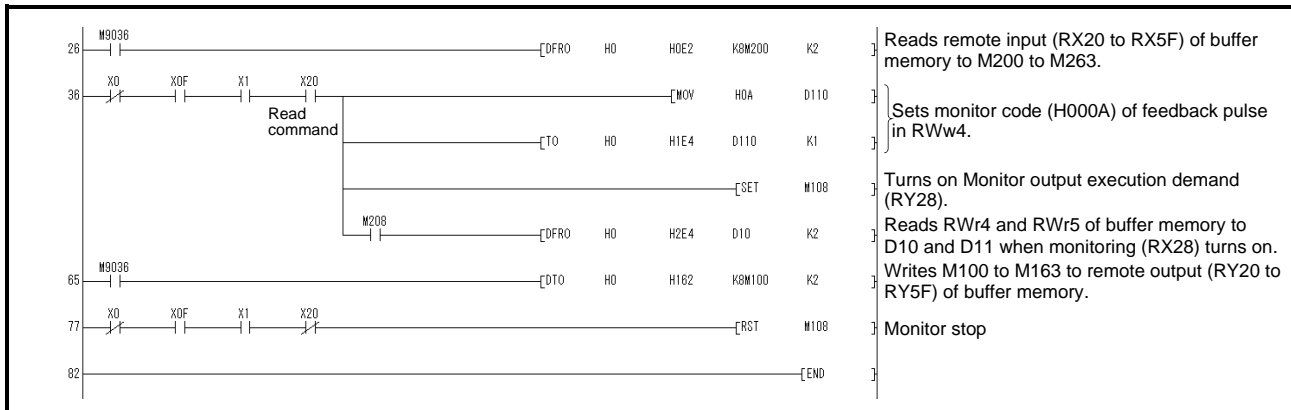 M9036
26 [DFRO H0 H0E2 K8M200 K2 ] Reads remote input (RX20 to RX5F) of buffer
memory to M200 to M263.
X0 X0F X1 X20
36 [MOV H0A D110 ]
Read
command
Sets monitor code (H000A) of feedback pulse
in RWw4.
[TO H0 H1E4 D110 K1 ]
[SET M108 ] Turns on Monitor output execution demand
(RY28).
M208
[DFRO H0 H2E4 D10 K2 ] Reads RWr4 and RWr5 of buffer memory to
D10 and D11 when monitoring (RX28) turns on.
M9036
65 [DTO H0 H162 K8M100 K2 ] Writes M100 to M163 to remote output (RY20 to
RY5F) of buffer memory.
X0 X0F X1 X20
77 [RST M108 ] Monitor stop
82 [END ]